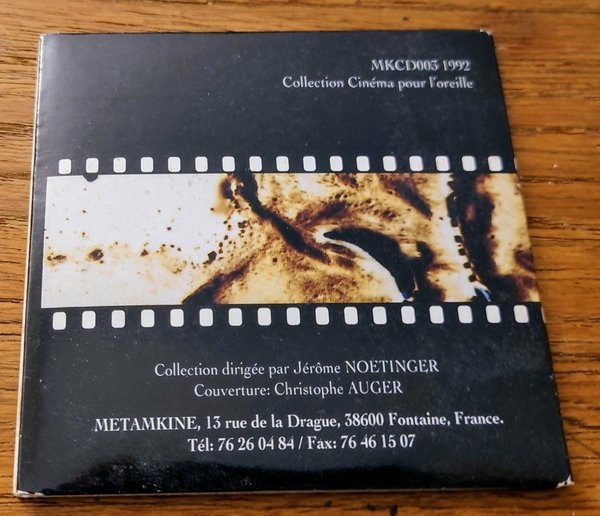 MKCD003 1992
Collection Cinéma pour l'oreille
Collection dirigée par Jérôme NOETINGER
Couverture: Christophe AUGER
METAMKINE, 13 rue de la Drague, 38600 Fontaine, France.
Tél: 76 26 04 84 / Fax: 76 46 15 07